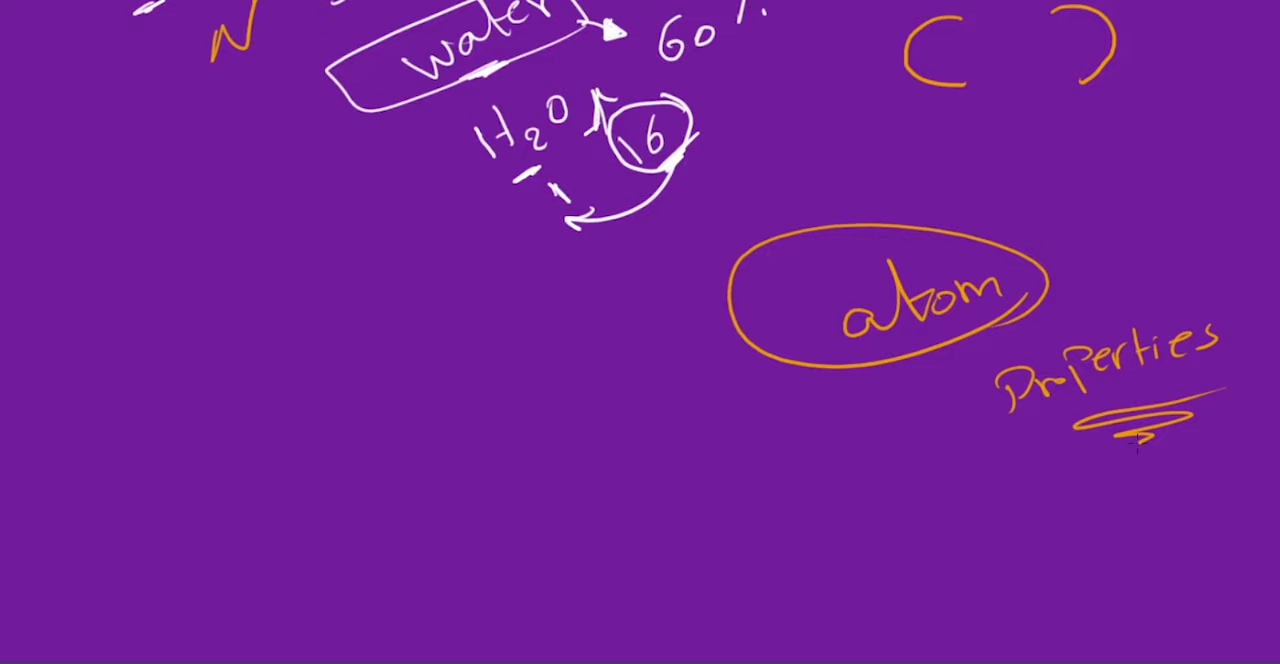 N
water 60%
H₂O 16
1
( )
atom
Properties